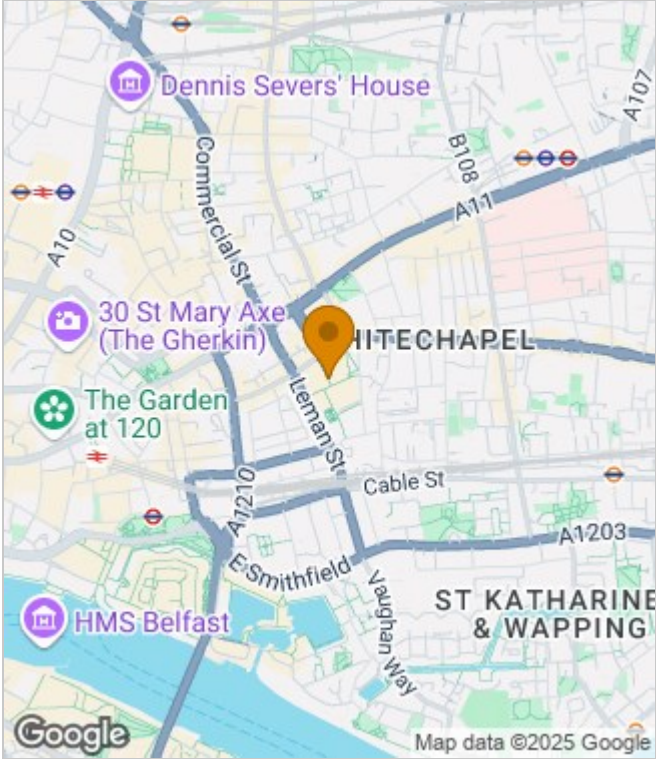 Dennis Severs' House
A107
Commercial St
B108
A11
A10
30 St Mary Axe
(The Gherkin)
HITECHAPEL
The Garden
at 120
Leman St
Cable St
A1210
A1203
E Smithfield
ST KATHARINE
& WAPPING
HMS Belfast
Vaughan Way
Google
Map data ©2025 Google